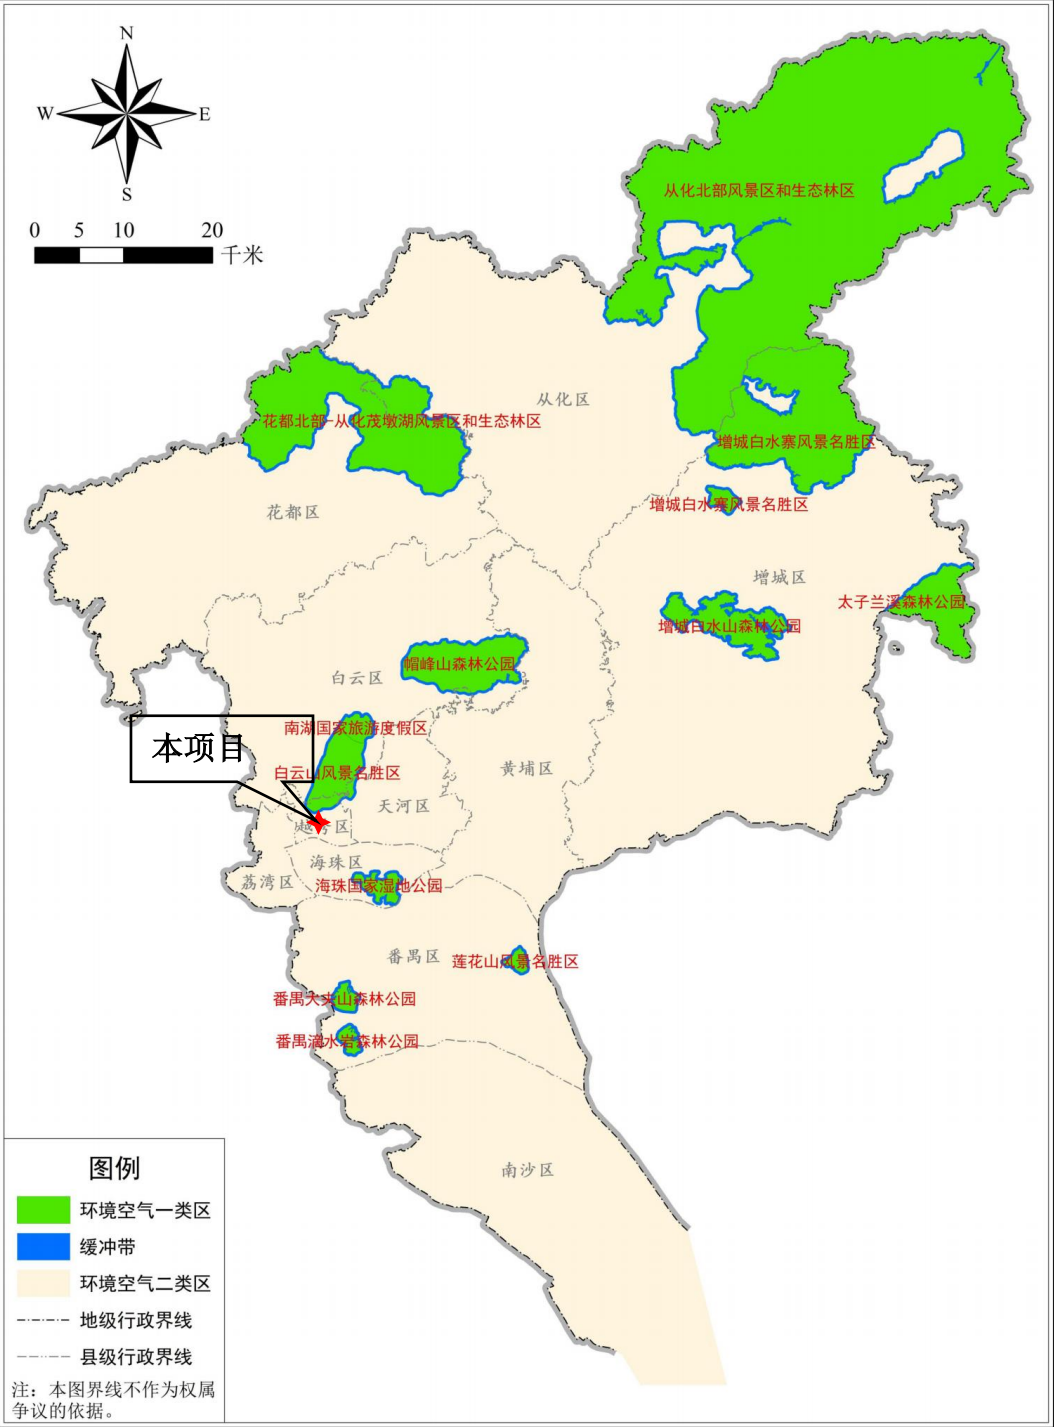 N
W
E
S
0 5 10 20
千米
从化北部风景区和生态林区
从化区
花都北部-从化茂墩湖风景区和生态林区
增城白水寨风景名胜区
增城白水寨风景名胜区
花都区
增城区
太子兰溪森林公园
增城白水山森林公园
帽峰山森林公园
白云区
南湖国家旅游度假区
本项目
白云山风景名胜区
黄埔区
天河区
越秀区
海珠区
荔湾区
海珠国家湿地公园
番禺区
莲花山风景名胜区
番禺大夫山森林公园
番禺滴水岩森林公园
南沙区
图例
环境空气一类区
缓冲带
环境空气二类区
地级行政界线
县级行政界线
注：本图界线不作为权属
争议的依据。